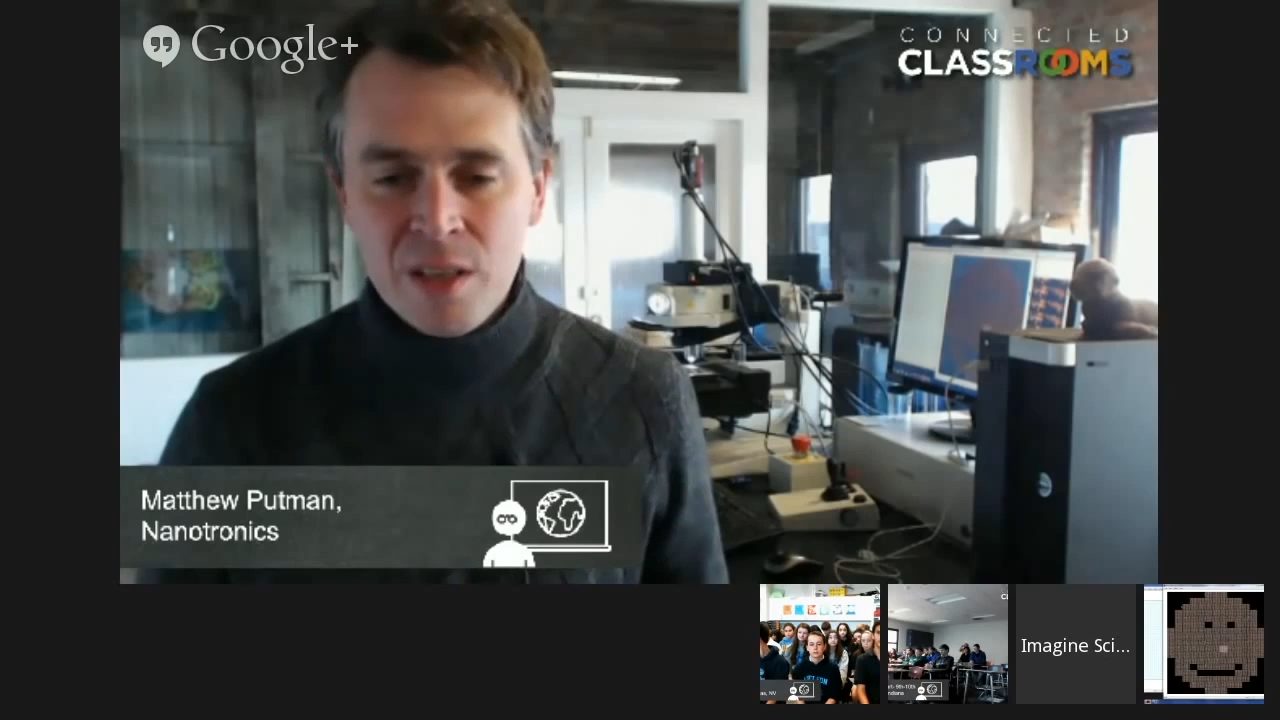 Google+
CONNECTED
CLASSROOMS
Matthew Putman,
Nanotronics
Imagine Sci...